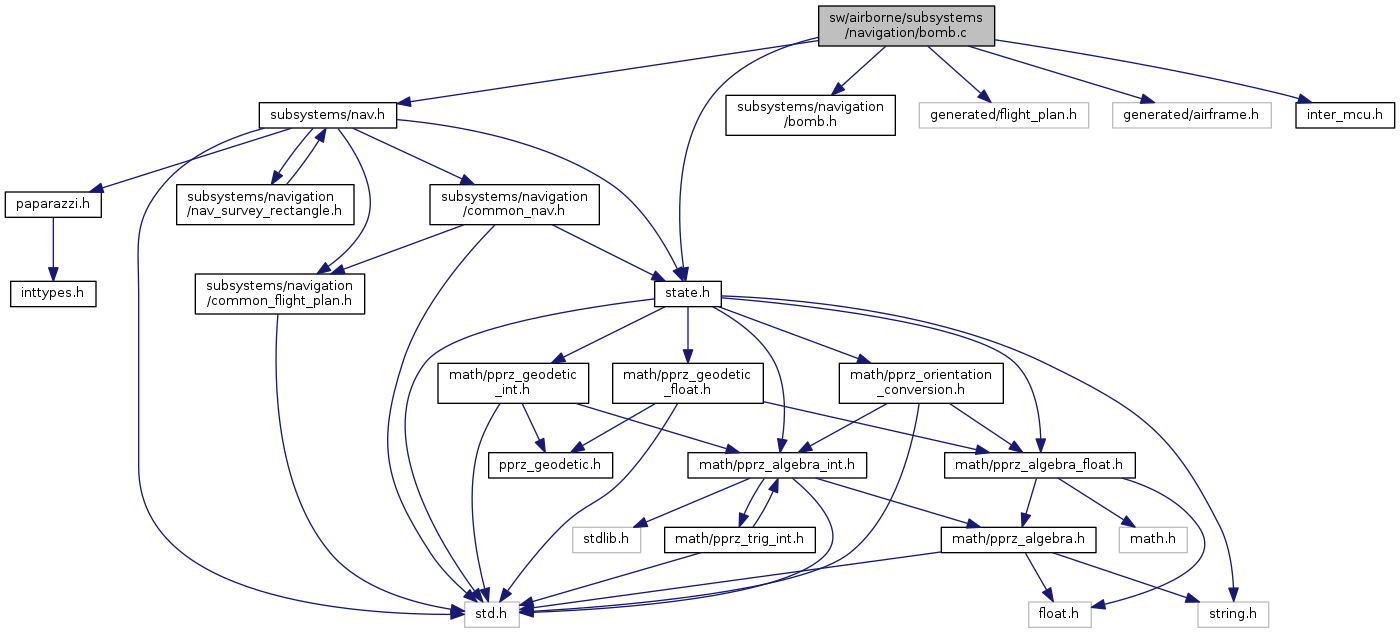 sw/airborne/subsystems
/navigation/bomb.c
subsystems/nav.h
subsystems/navigation
/bomb.h
generated/flight_plan.h
generated/airframe.h
inter_mcu.h
paparazzi.h
subsystems/navigation
/nav_survey_rectangle.h
subsystems/navigation
/common_nav.h
inttypes.h
subsystems/navigation
/common_flight_plan.h
state.h
math/pprz_geodetic
_int.h
math/pprz_geodetic
_float.h
math/pprz_orientation
_conversion.h
pprz_geodetic.h
math/pprz_algebra_int.h
math/pprz_algebra_float.h
stdlib.h
math/pprz_trig_int.h
math/pprz_algebra.h
math.h
std.h
float.h
string.h